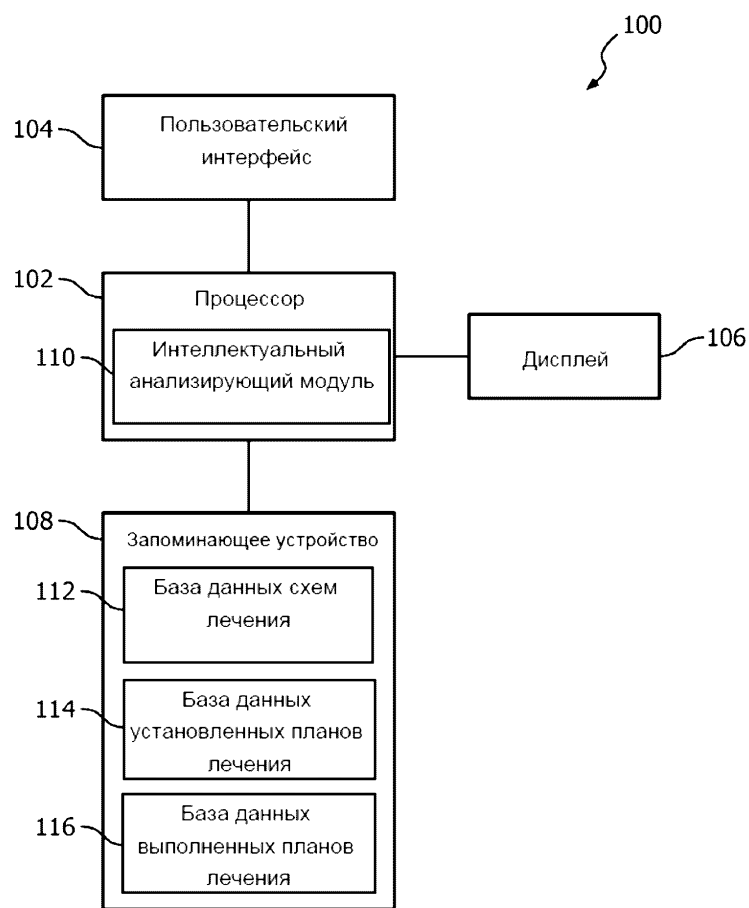 100
104
Пользовательский
интерфейс
102
Процессор
110
Интеллектуальный
анализирующий модуль
Дисплей
106
108
Запоминающее устройство
112
База данных схем
лечения
114
База данных
установленных планов
лечения
116
База данных
выполненных планов
лечения